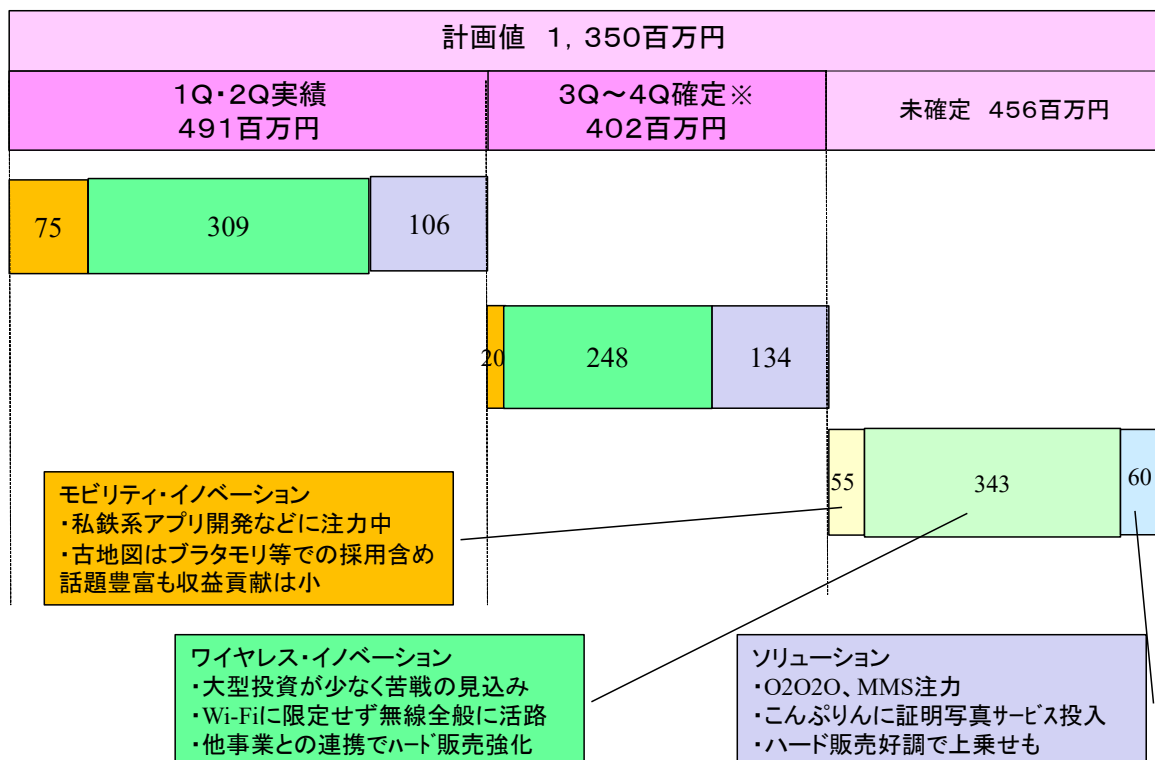 計画値 1,350百万円
1Q・2Q実績
491百万円
3Q～4Q確定※
402百万円
未確定 456百万円
75
309
106
20
248
134
55
343
60
モビリティ・イノベーション
・私鉄系アプリ開発などに注力中
・古地図はブラタモリ等での採用含め
話題豊富も収益貢献は小
ワイヤレス・イノベーション
・大型投資が少なく苦戦の見込み
・Wi-Fiに限定せず無線全般に活路
・他事業との連携でﾊｰﾄﾞ販売強化
ソリューション
・O2O2O、MMS注力
・こんぷりんに証明写真ｻｰﾋﾞｽ投入
・ハード販売好調で上乗せも